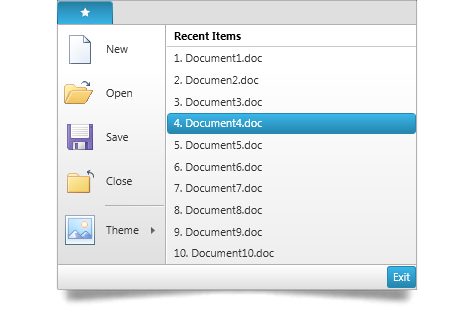 New
Open
Save
Close
Theme
Recent Items
1. Document1.doc
2. Documen2.doc
3. Document3.doc
4. Document4.doc
5. Document5.doc
6. Document6.doc
7. Document7.doc
8. Document8.doc
9. Document9.doc
10. Document10.doc
Exit